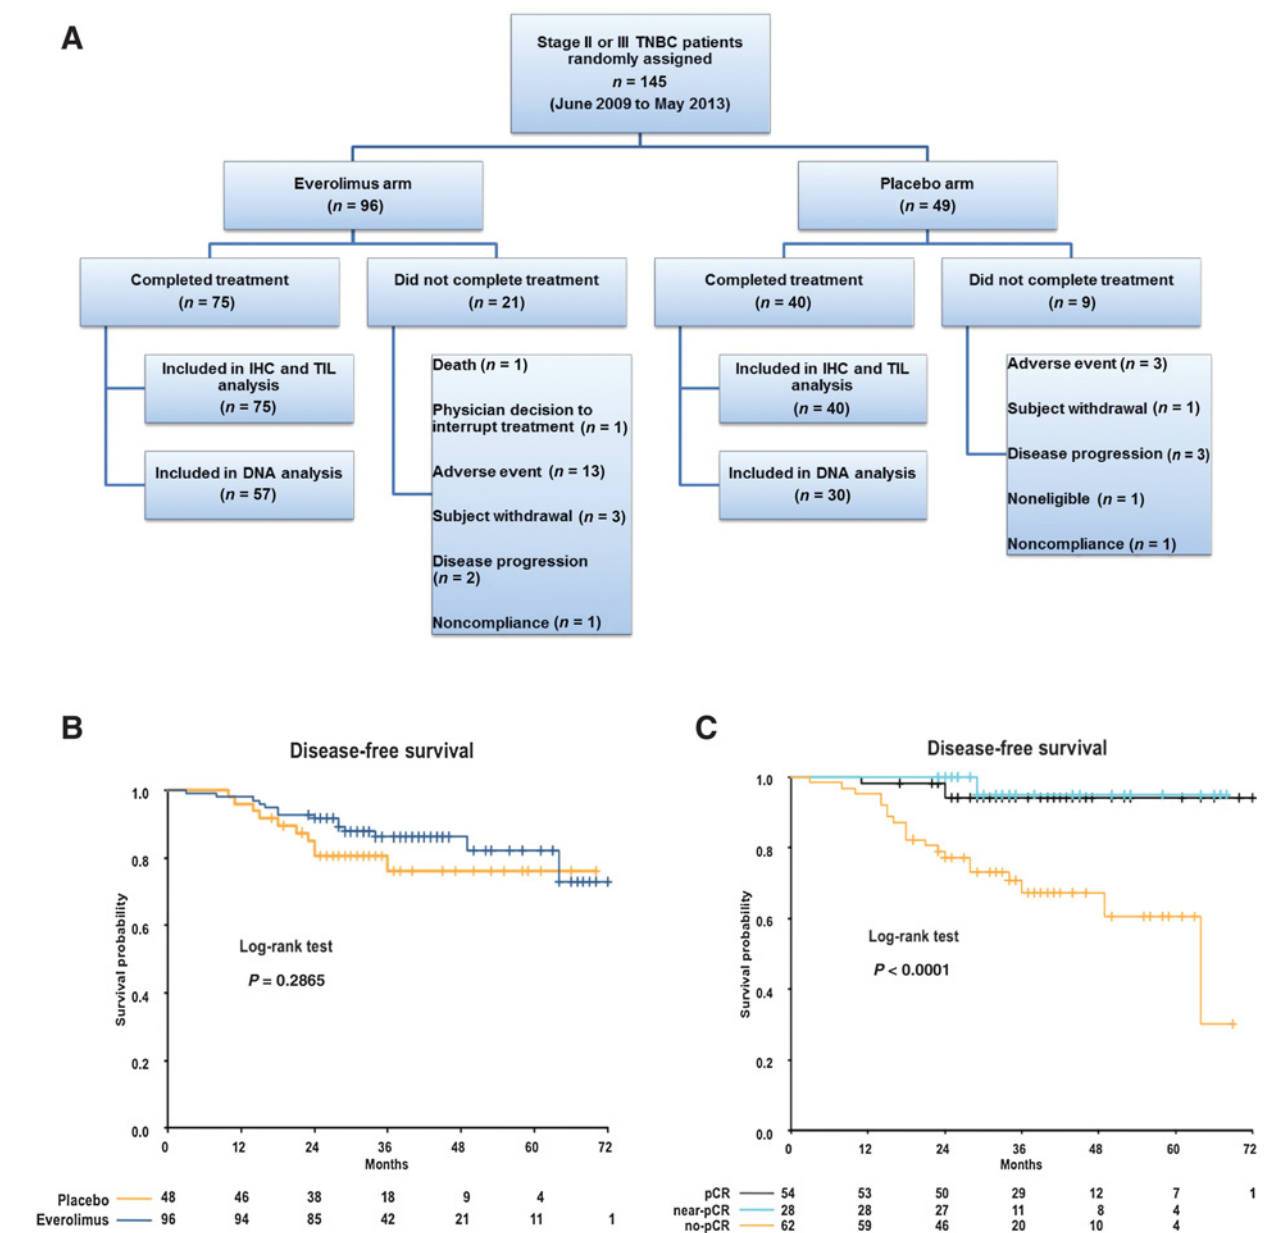 A
Stage II or III TNBC patients
randomly assigned
n = 145
(June 2009 to May 2013)
Everolimus arm
(n = 96)
Placebo arm
(n = 49)
Completed treatment
(n = 75)
Did not complete treatment
(n = 21)
Completed treatment
(n = 40)
Did not complete treatment
(n = 9)
Included in IHC and TIL
analysis
(n = 75)
Included in DNA analysis
(n = 57)
Death (n = 1)
Physician decision to
interrupt treatment (n = 1)
Adverse event (n = 13)
Subject withdrawal (n = 3)
Disease progression
(n = 2)
Noncompliance (n = 1)
Included in IHC and TIL
analysis
(n = 40)
Included in DNA analysis
(n = 30)
Adverse event (n = 3)
Subject withdrawal (n = 1)
Disease progression (n = 3)
Noneligible (n = 1)
Noncompliance (n = 1)
B
Disease-free survival
Survival probability
1.0
0.8
0.6
0.4
0.2
0.0
Log-rank test
P = 0.2865
0 12 24 36 48 60 72
Months
Placebo 48 46 38 18 9 4
Everolimus 96 94 85 42 21 11 1
C
Disease-free survival
Survival probability
1.0
0.8
0.6
0.4
0.2
0.0
Log-rank test
P < 0.0001
0 12 24 36 48 60 72
Months
pCR 54 53 50 29 12 7 1
near-pCR 28 28 27 11 8 4
no-pCR 62 59 46 20 10 4